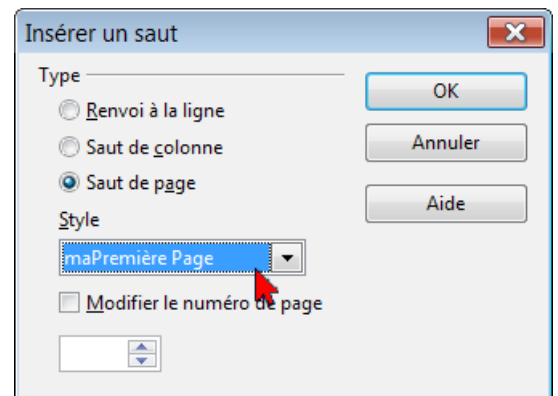 Insérer un saut
Type
OK
Renvoi à la ligne
Saut de colonne
Annuler
Saut de page
Aide
Style
maPremière Page
Modifier le numéro de page